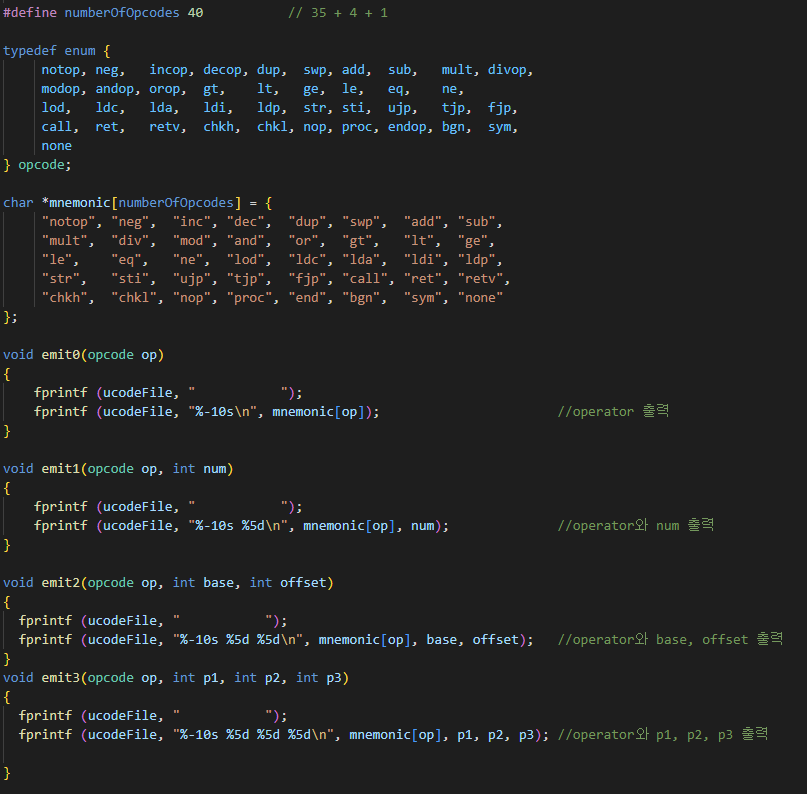 #define numberOfOpcodes 40 // 35 + 4 + 1
typedef enum {
notop, neg, incop, decop, dup, swp, add, sub, mult, divop,
modop, andop, orop, gt, lt, ge, le, eq, ne,
lod, ldc, lda, ldi, ldp, str, sti, ujp, tjp, fjp,
call, ret, retv, chkh, chkl, nop, proc, endop, bgn, sym,
none
} opcode;
char *mnemonic[numberOfOpcodes] = {
"notop", "neg", "inc", "dec", "dup", "swp", "add", "sub",
"mult", "div", "mod", "and", "or", "gt", "lt", "ge",
"le", "eq", "ne", "lod", "ldc", "lda", "ldi", "ldp",
"str", "sti", "ujp", "tjp", "fjp", "call", "ret", "retv",
"chkh", "chkl", "nop", "proc", "end", "bgn", "sym", "none"
};
void emit0(opcode op)
{
fprintf (ucodeFile, "           ");
fprintf (ucodeFile, "%-10s\n", mnemonic[op]); //operator 출력
}
void emit1(opcode op, int num)
{
fprintf (ucodeFile, "           ");
fprintf (ucodeFile, "%-10s %5d\n", mnemonic[op], num); //operator와 num 출력
}
void emit2(opcode op, int base, int offset)
{
fprintf (ucodeFile, "           ");
fprintf (ucodeFile, "%-10s %5d %5d\n", mnemonic[op], base, offset); //operator와 base, offset 출력
}
void emit3(opcode op, int p1, int p2, int p3)
{
fprintf (ucodeFile, "           ");
fprintf (ucodeFile, "%-10s %5d %5d %5d\n", mnemonic[op], p1, p2, p3); //operator와 p1, p2, p3 출력
}